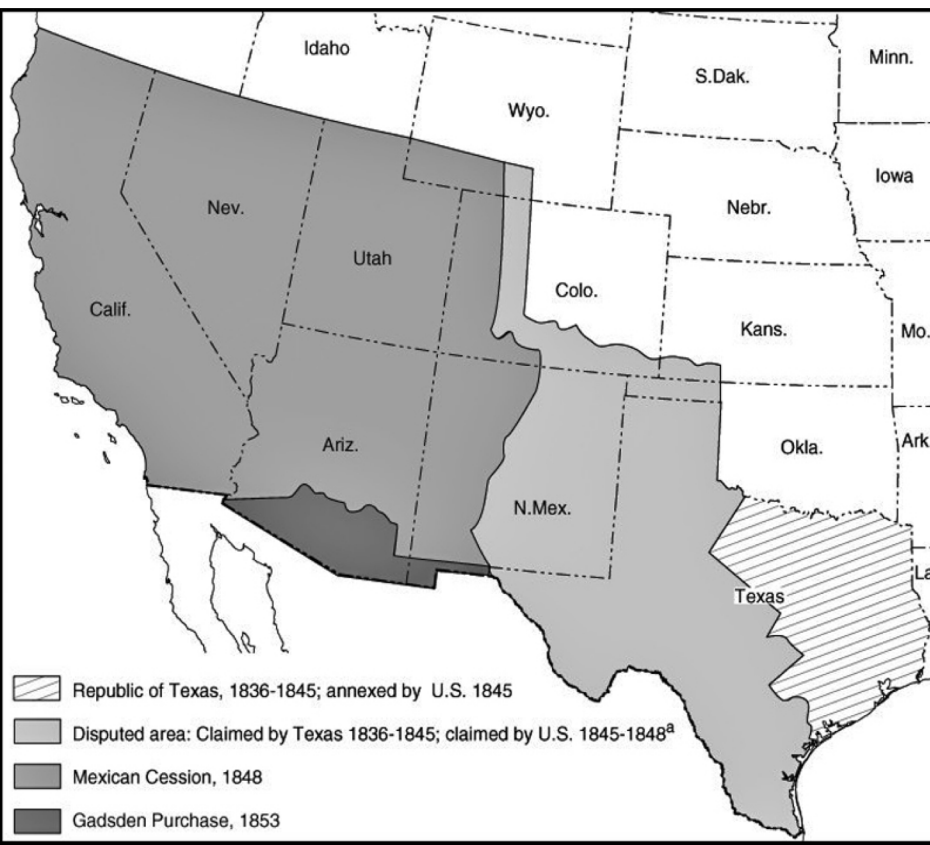 Idaho
Minn.
S.Dak.
Wyo.
Iowa
Nev.
Nebr.
Utah
Colo.
Calif.
Kans.
Mo.
Ariz.
Okla.
Ark
N.Mex.
La
Texas
Republic of Texas, 1836-1845; annexed by U.S. 1845
Disputed area: Claimed by Texas 1836-1845; claimed by U.S. 1845-1848ª
Mexican Cession, 1848
Gadsden Purchase, 1853